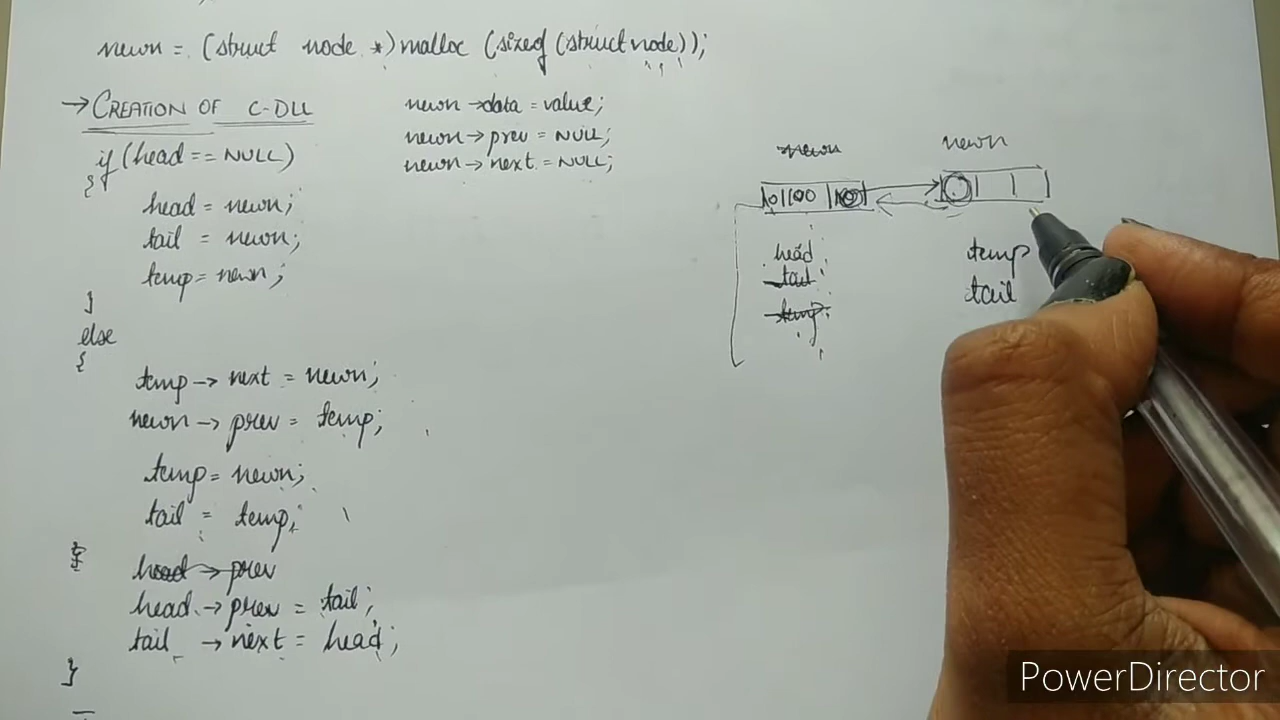 newn = (struct node *) malloc (sizeof (struct node));
→ CREATION OF C-DLL
if (head == NULL)
{
head = newn;
tail = newn;
temp = newn;
}
else
{
temp → next = newn;
newn → prev = temp;
temp = newn;
tail = temp;
head → prev
head → prev = tail;
tail → next = head;
}
newn → data = value;
newn → prev = NULL;
newn → next = NULL;
newn
newn
100
head
tail
temp
temp
tail
PowerDirector